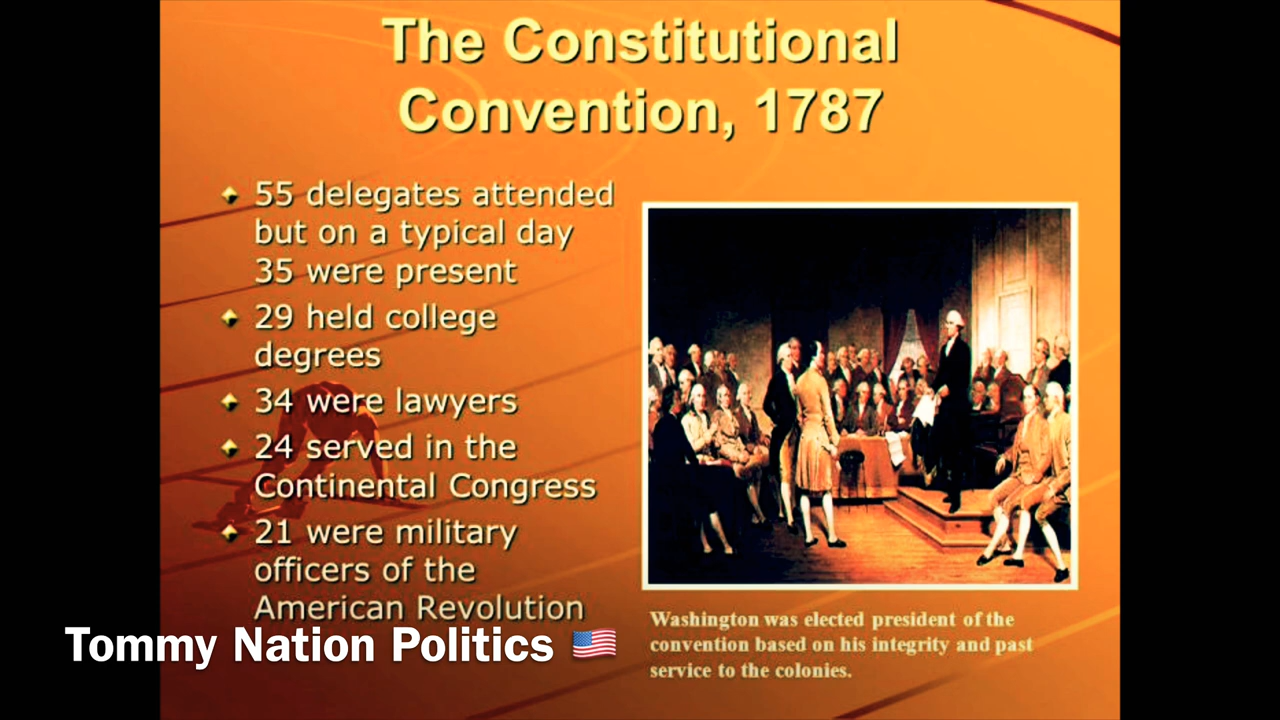 The Constitutional
Convention, 1787
55 delegates attended
but on a typical day
35 were present
29 held college
degrees
34 were lawyers
24 served in the
Continental Congress
21 were military
officers of the
American Revolution
Washington was elected president of the
convention based on his integrity and past
service to the colonies.
Tommy Nation Politics 🇺🇸